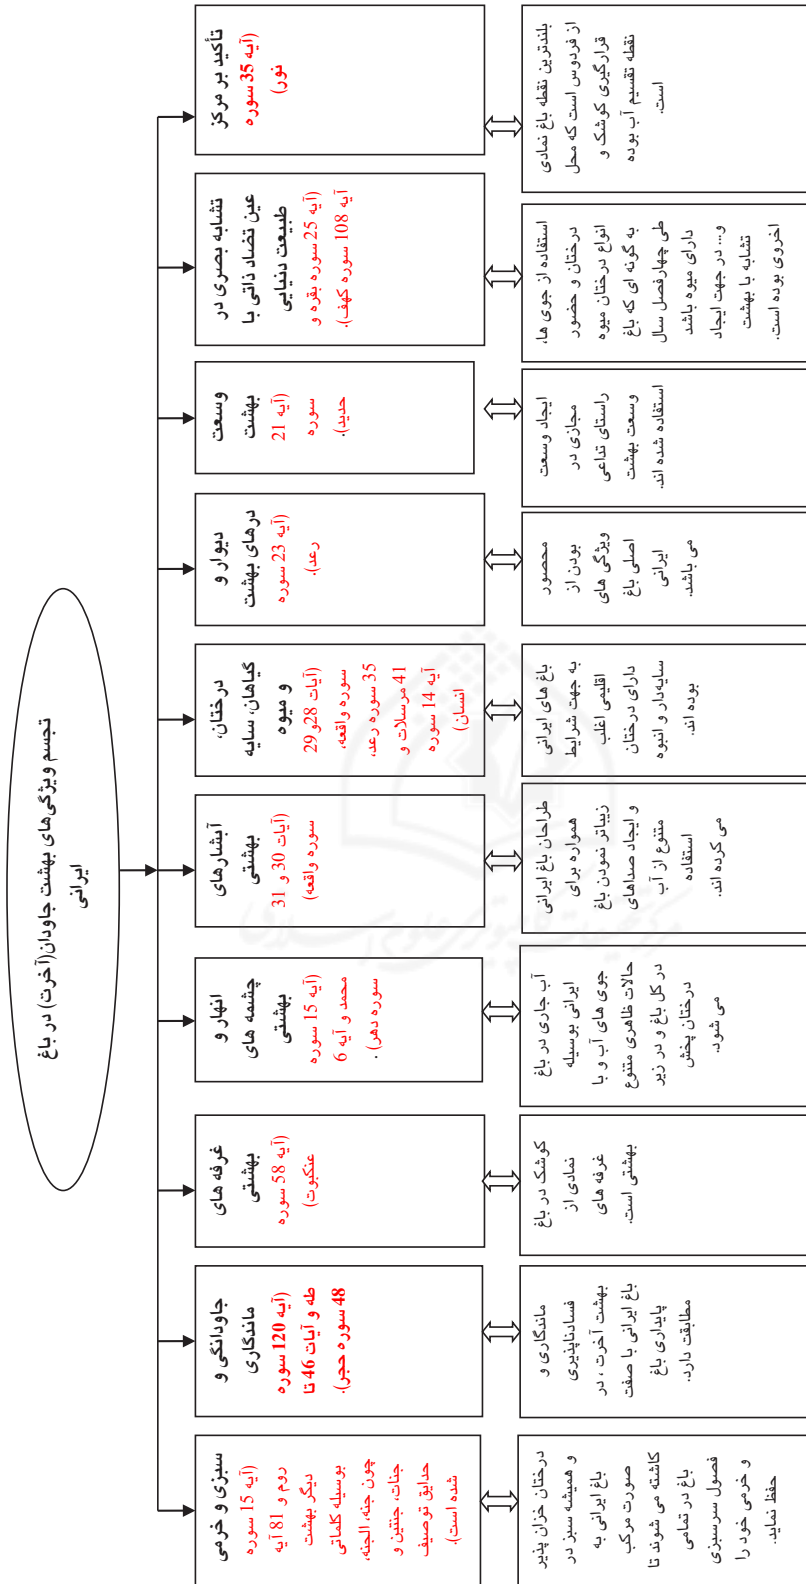 تجسم ویژگی‌های بهشت جاودان(آخرت) در باغ
ایرانی
تأکید بر مرکز
(آیه 35 سوره
نور)
تشابه بصری در
عین تضاد ذاتی با
طبیعت دنیایی
(آیه 25 سوره بقره و
آیه 108 سوره کهف).
وسعت
بهشت
(آیه 21
سوره
حدید).
دیوار و
درهای بهشت
(آیه 23 سوره
رعد).
درختان،
گیاهان، سایه
و میوه
(آیات 28و 29
سوره واقعه،
35 سوره رعد،
41 مرسلات و
آیه 14 سوره
انسان)
آبشارهای
بهشتی
(آیات 30 و 31
سوره واقعه)
انهار و
چشمه های
بهشتی
(آیه 15 سوره
محمد و آیه 6
سوره دهر) .
غرفه های
بهشتی
(آیه 58 سوره
عنکبوت)
جاودانگی و
ماندگاری
(آیه 120 سوره
طه و آیات 46 تا
48 سوره حجر).
سبزی و خرمی
(آیه 15 سوره
روم و 81 آیه
دیگر بهشت
بوسیله کلماتی
چون جنه، الجنه،
جنات، جنتین و
حدایق توصیف
شده است).
بلندترین نقطه باغ نمادی
از فردوس است که محل
قرارگیری کوشک و
نقطه تقسیم آب بوده
است.
استفاده از جوی ها،
درختان و حضور
انواع درختان میوه
به گونه ای که باغ
طی چهارفصل سال
دارای میوه باشد
و... در جهت ایجاد
تشابه با بهشت
اخروی بوده است.
ایجاد وسعت
مجازی در
راستای تداعی
وسعت بهشت
استفاده شده اند.
محصور
بودن از
ویژگی های
اصلی باغ
ایرانی
می باشد.
باغ های ایرانی
به جهت شرایط
اقلیمی اغلب
دارای درختان
سایه‌دار و انبوه
بوده اند.
طراحان باغ ایرانی
همواره برای
زیباتر نمودن باغ
و ایجاد صداهای
متنوع از آب
استفاده
می کرده اند.
آب جاری در باغ
ایرانی بوسیله
جوی های آب و با
حالات ظاهری متنوع
در کل باغ و در زیر
درختان پخش
می شود.
کوشک در باغ
نمادی از
غرفه های
بهشتی است.
ماندگاری و
فسادناپذیری
بهشت آخرت ، در
باغ ایرانی با صفت
پایداری باغ
مطابقت دارد.
درختان خزان پذیر
و همیشه سبز در
باغ ایرانی به
صورت مرکب
کاشته می شوند تا
باغ در تمامی
فصول سرسبزی
و خرمی خود را
حفظ نماید.
مرکز تحقیقات کامپیوتری علوم اسلامی